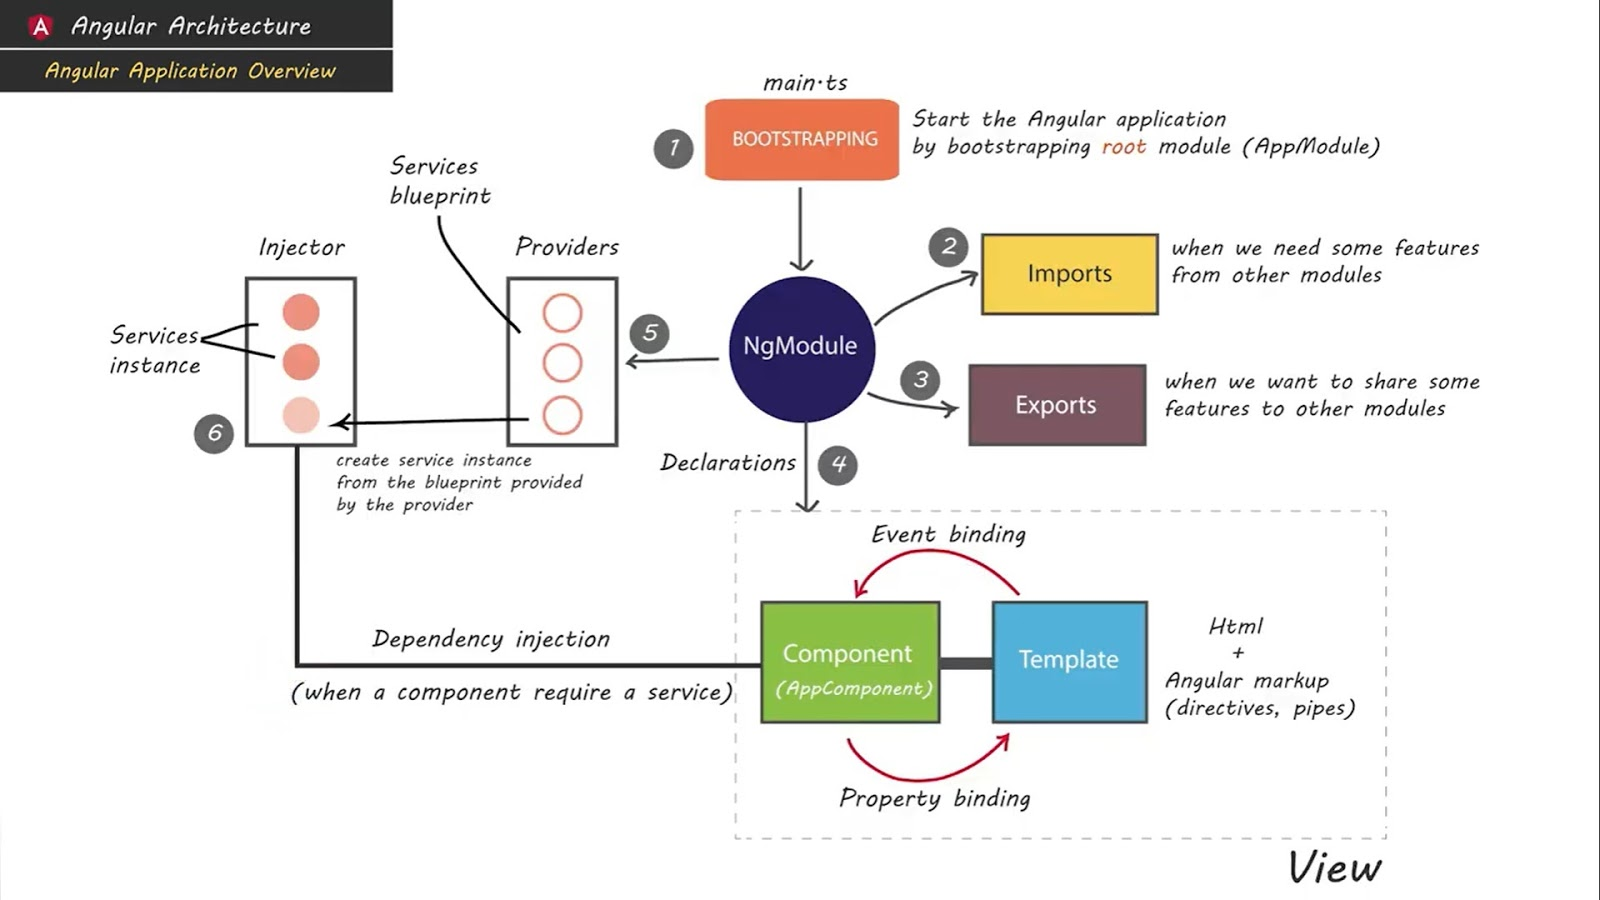 A
Angular Architecture
Angular Application Overview
main.ts
1
BOOTSTRAPPING
Start the Angular application
by bootstrapping root module (AppModule)
Services
blueprint
Injector
Providers
2
Imports
when we need some features
from other modules
Services
instance
5
NgModule
3
Exports
when we want to share some
features to other modules
6
create service instance
from the blueprint provided
by the provider
Declarations
4
Event binding
Dependency injection
(when a component require a service)
Component
(AppComponent)
Template
Html
+
Angular markup
(directives, pipes)
Property binding
View